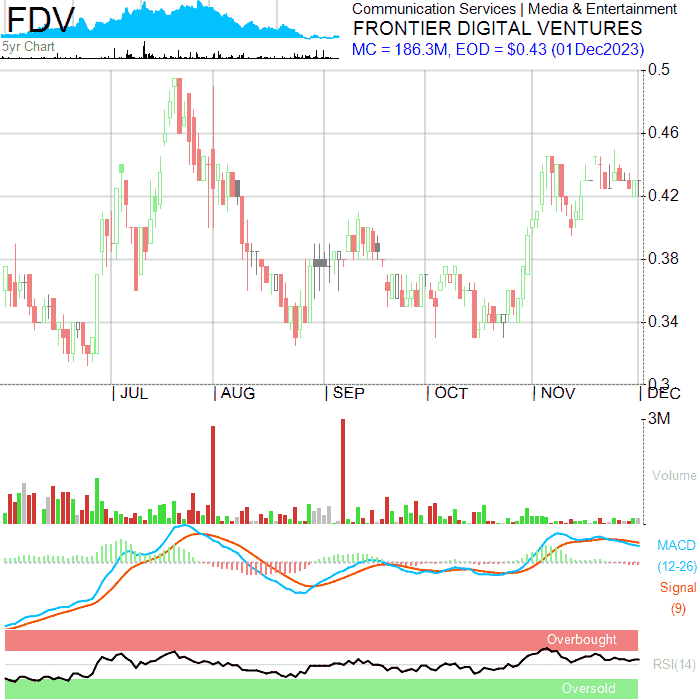 FDV
5yr Chart
Communication Services | Media & Entertainment
FRONTIER DIGITAL VENTURES
MC = 186.3M, EOD = $0.43 (01Dec2023)
0.5
0.46
0.42
0.38
0.34
0.3
| JUL | AUG | SEP | OCT | NOV | DEC
3M
Volume
MACD
(12-26)
Signal
(9)
Overbought
RSI(14)
Oversold